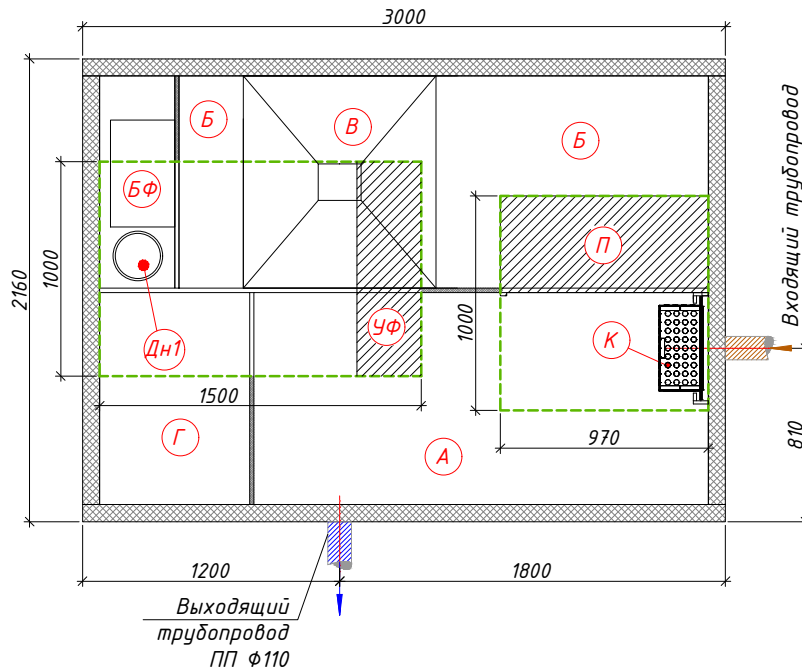 3000
Б
В
Б
БФ
П
УФ
Дн1
К
Г
А
2160
1000
1000
1500
970
Входящий трубопровод
810
1200
1800
Выходящий
трубопровод
ПП Ф110